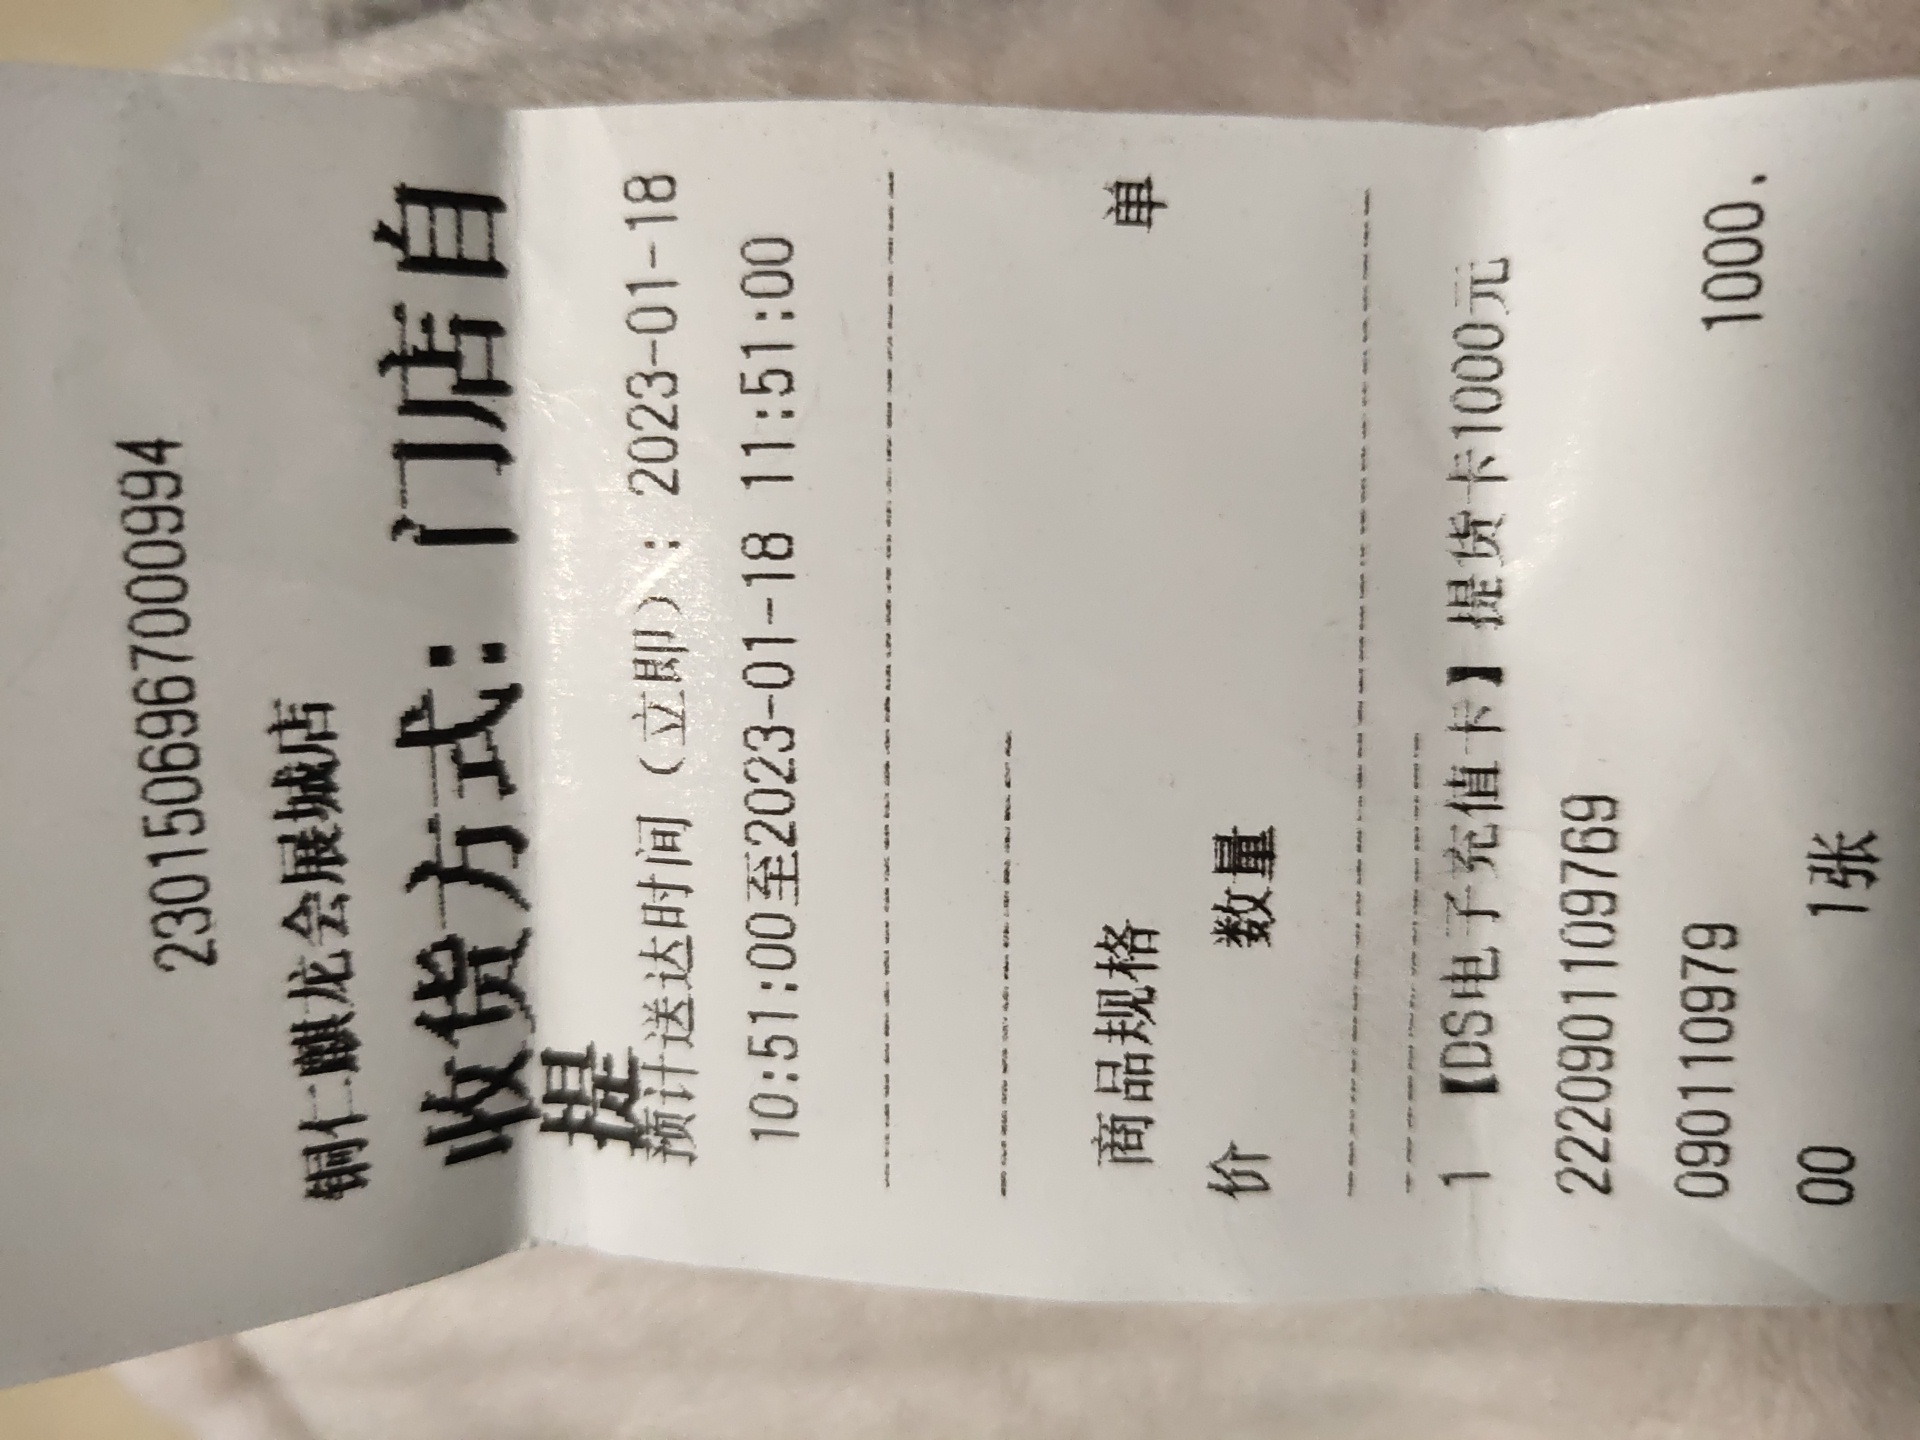 2301506967000994
铜仁麒龙会展城店
收货方式：门店自
提
预计送达时间（立即）：2023-01-18
10:51:00至2023-01-18 11:51:00
商品规格 单
价 数量
1 【DS电子充值卡】提货卡1000元
2220901109769
090110979 1000.
00 1张